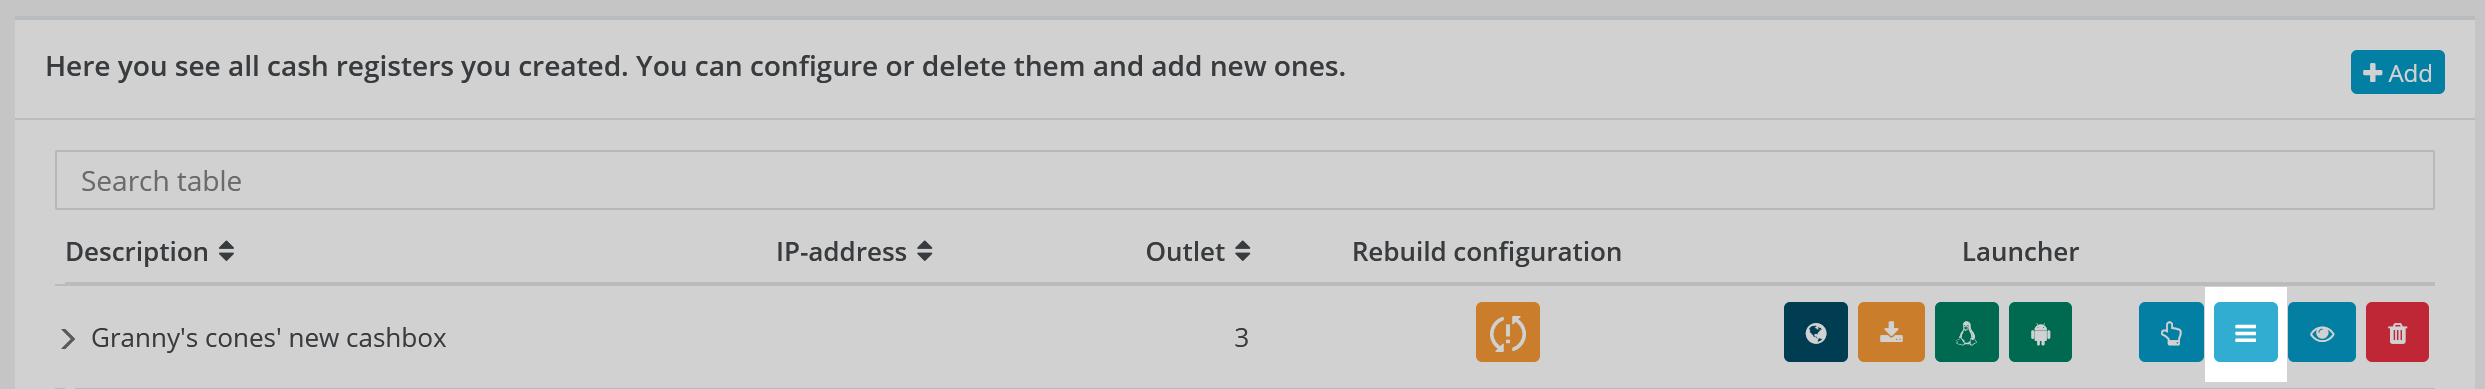 Here you see all cash registers you created. You can configure or delete them and add new ones.
Add
Search table
Description IP-address Outlet Rebuild configuration Launcher
Granny's cones' new cashbox 3